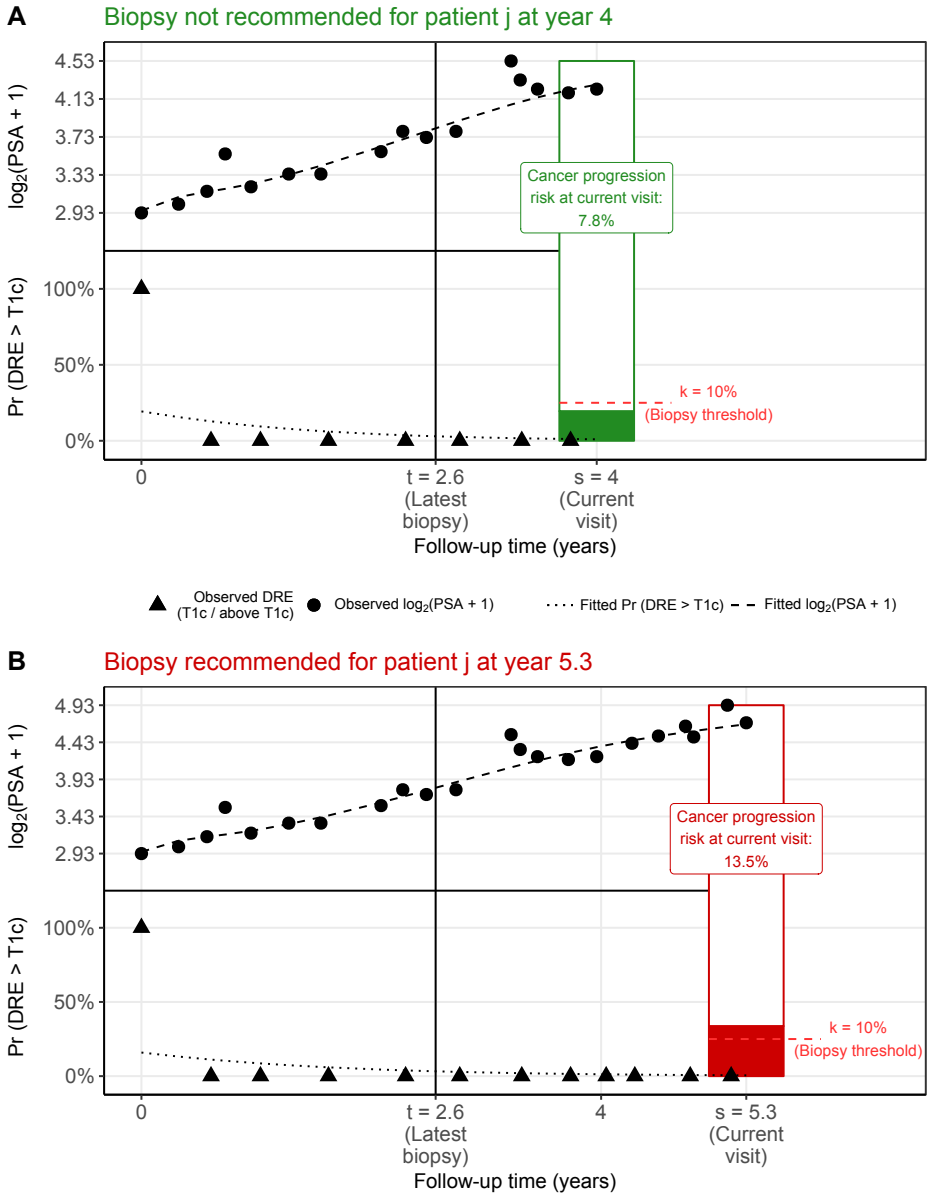 A
Biopsy not recommended for patient j at year 4
log2(PSA + 1)
4.53
4.13
3.73
3.33
2.93
Cancer progression
risk at current visit:
7.8%
Pr (DRE > T1c)
100%
50%
0%
k = 10%
(Biopsy threshold)
0
t = 2.6
(Latest
biopsy)
s = 4
(Current
visit)
Follow-up time (years)
Observed DRE
(T1c / above T1c)
Observed log2(PSA + 1)
Fitted Pr (DRE > T1c)
Fitted log2(PSA + 1)
B
Biopsy recommended for patient j at year 5.3
log2(PSA + 1)
4.93
4.43
3.93
3.43
2.93
Cancer progression
risk at current visit:
13.5%
Pr (DRE > T1c)
100%
50%
0%
k = 10%
(Biopsy threshold)
0
t = 2.6
(Latest
biopsy)
4
s = 5.3
(Current
visit)
Follow-up time (years)